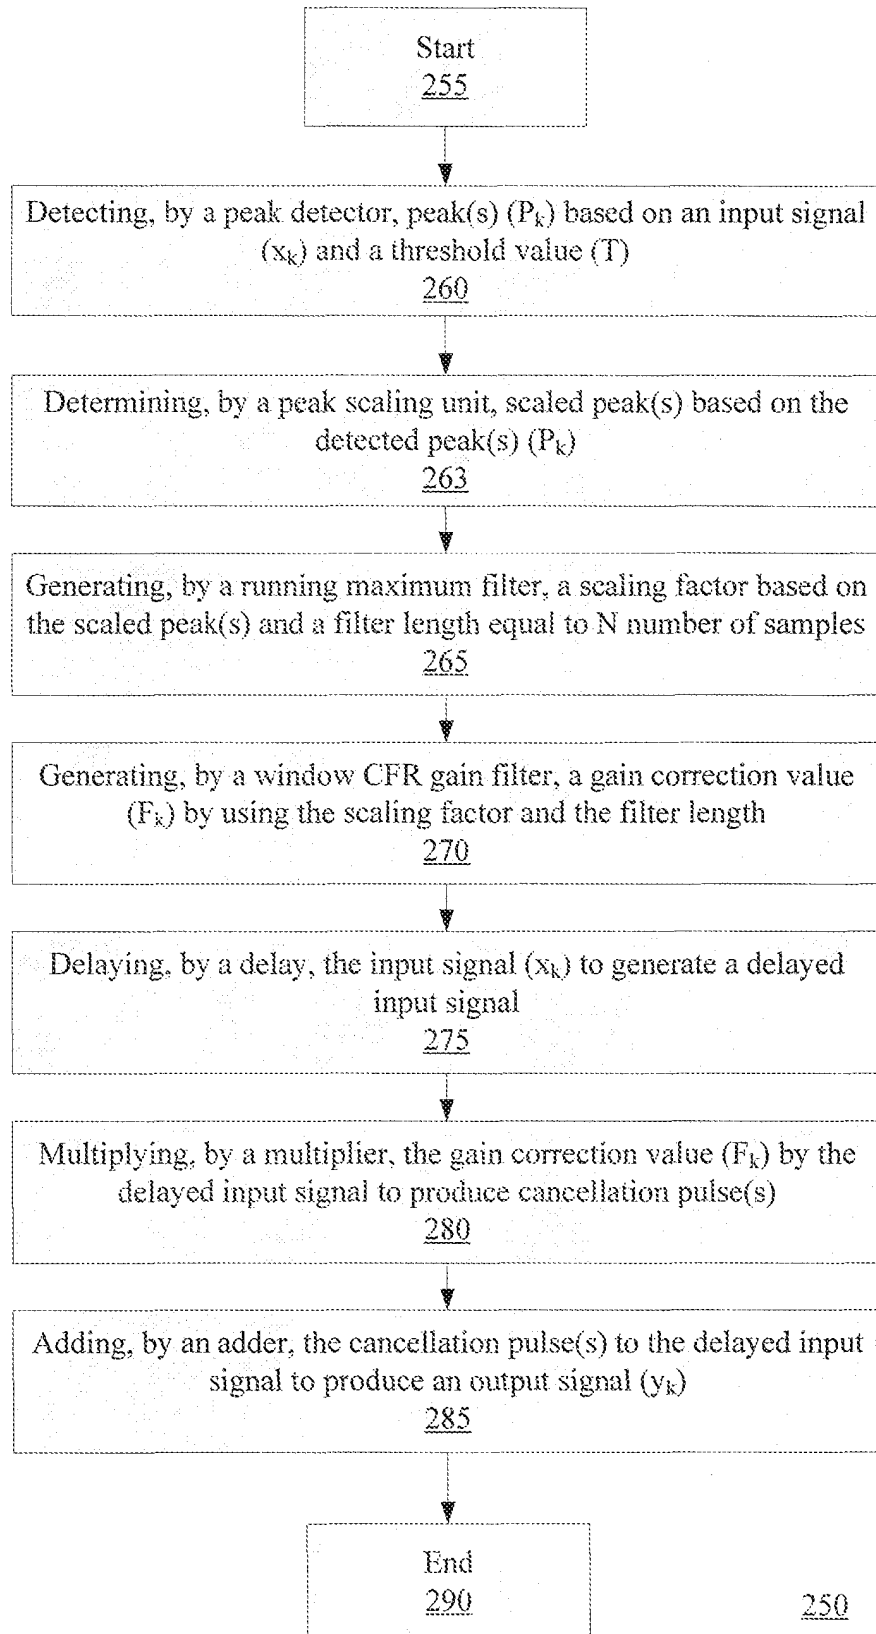 Start
255
Detecting, by a peak detector, peak(s) (Pk) based on an input signal
(xk) and a threshold value (T)
260
Determining, by a peak scaling unit, scaled peak(s) based on the
detected peak(s) (Pk)
263
Generating, by a running maximum filter, a scaling factor based on
the scaled peak(s) and a filter length equal to N number of samples
265
Generating, by a window CFR gain filter, a gain correction value
(Fk) by using the scaling factor and the filter length
270
Delaying, by a delay, the input signal (xk) to generate a delayed
input signal
275
Multiplying, by a multiplier, the gain correction value (Fk) by the
delayed input signal to produce cancellation pulse(s)
280
Adding, by an adder, the cancellation pulse(s) to the delayed input
signal to produce an output signal (yk)
285
End
290
250